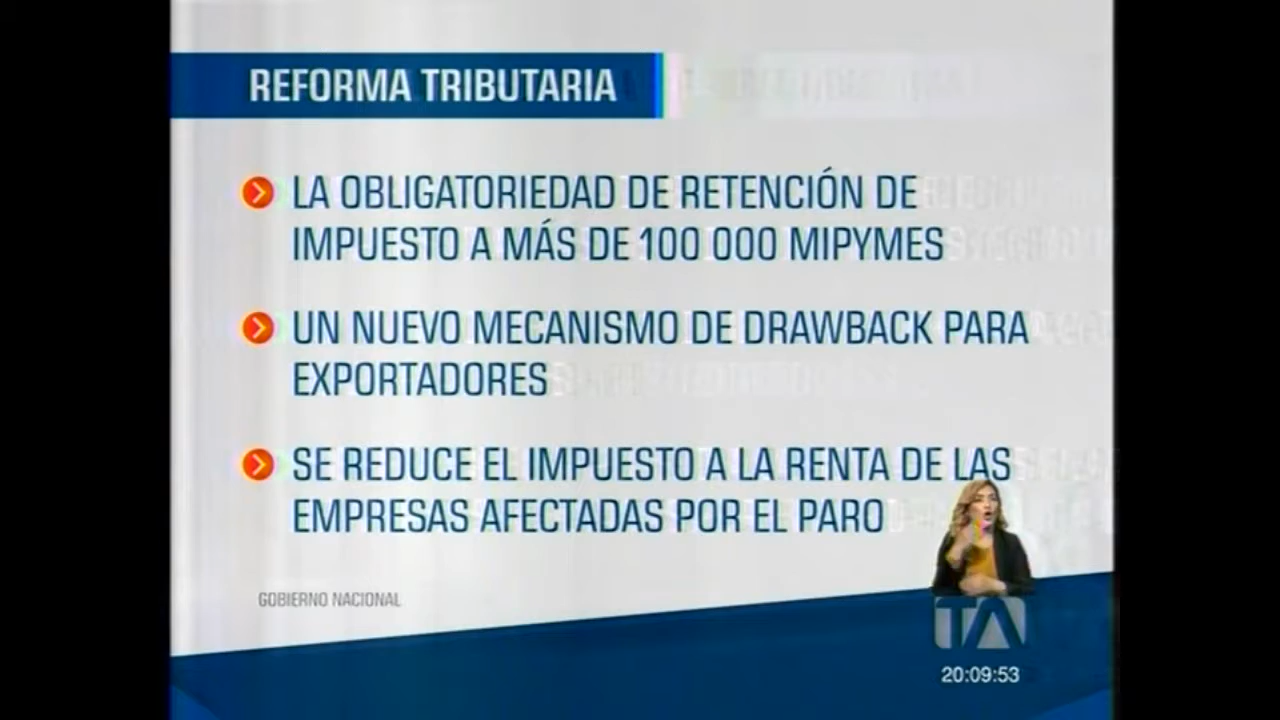 REFORMA TRIBUTARIA
LA OBLIGATORIEDAD DE RETENCIÓN DE
IMPUESTO A MÁS DE 100 000 MIPYMES
UN NUEVO MECANISMO DE DRAWBACK PARA
EXPORTADORES
SE REDUCE EL IMPUESTO A LA RENTA DE LAS
EMPRESAS AFECTADAS POR EL PARO
GOBIERNO NACIONAL
TA
20:09:53